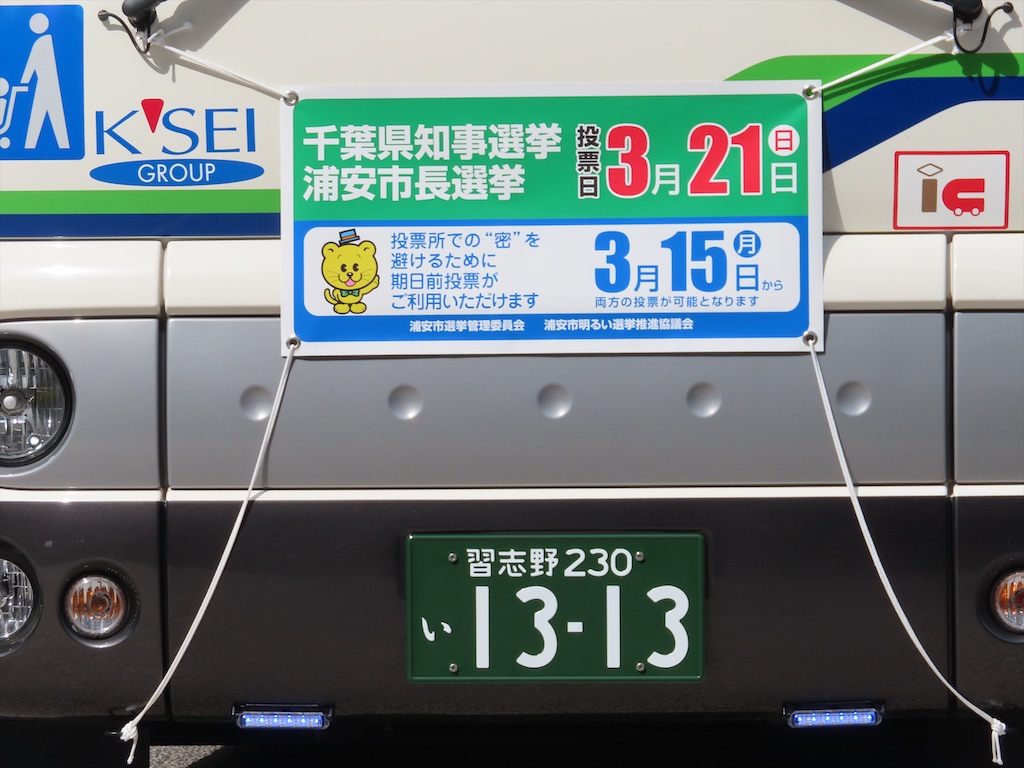 K'SEI
GROUP
千葉県知事選挙
浦安市長選挙
投票日
3月21日
日
投票所での“密”を
避けるために
期日前投票が
ご利用いただけます
3月15日から
月
両方の投票が可能となります
浦安市選挙管理委員会 浦安市明るい選挙推進協議会
ic
習志野230
い 13-13